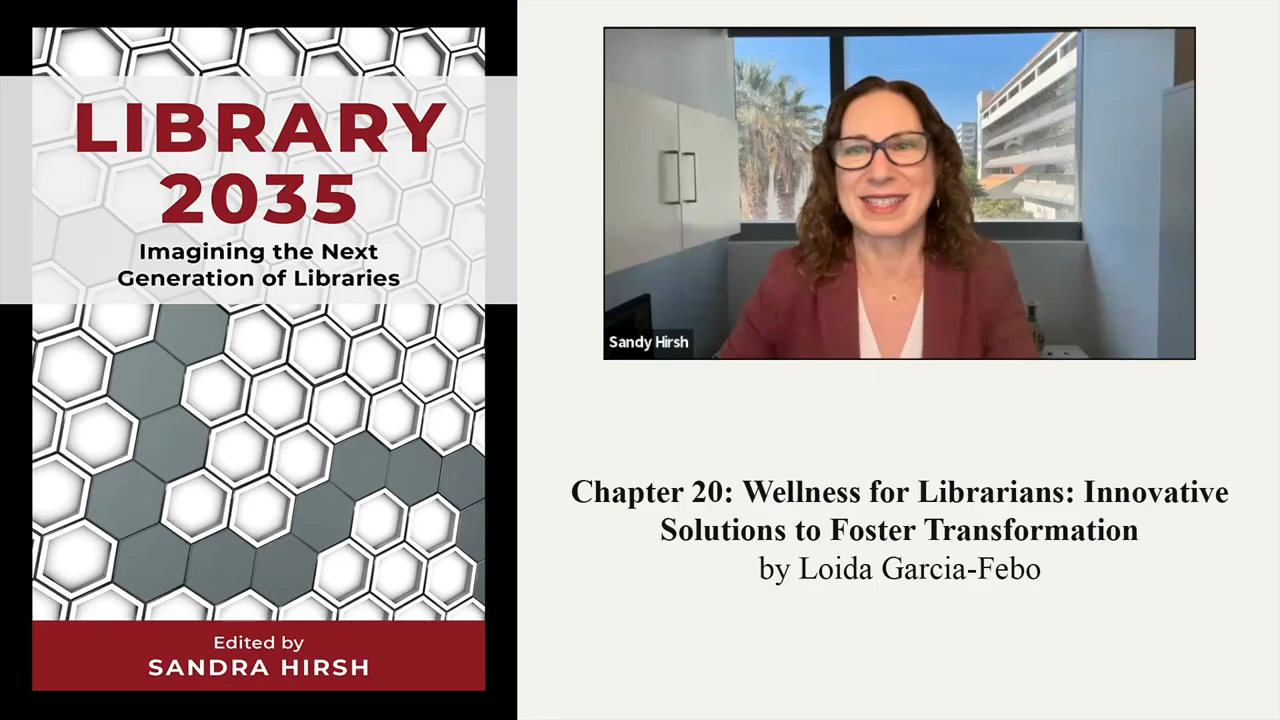 LIBRARY
2035
Imagining the Next
Generation of Libraries
Edited by
SANDRA HIRSH
Sandy Hirsh
Chapter 20: Wellness for Librarians: Innovative
Solutions to Foster Transformation
by Loida Garcia-Febo